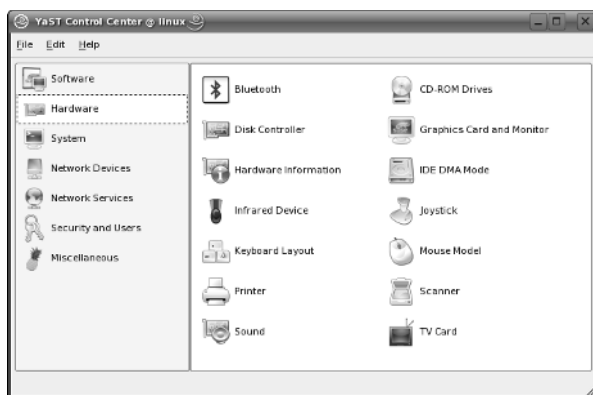 YaST Control Center @ linux
File Edit Help
Software
Hardware
System
Network Devices
Network Services
Security and Users
Miscellaneous
Bluetooth
CD-ROM Drives
Disk Controller
Graphics Card and Monitor
Hardware Information
IDE DMA Mode
Infrared Device
Joystick
Keyboard Layout
Mouse Model
Printer
Scanner
Sound
TV Card